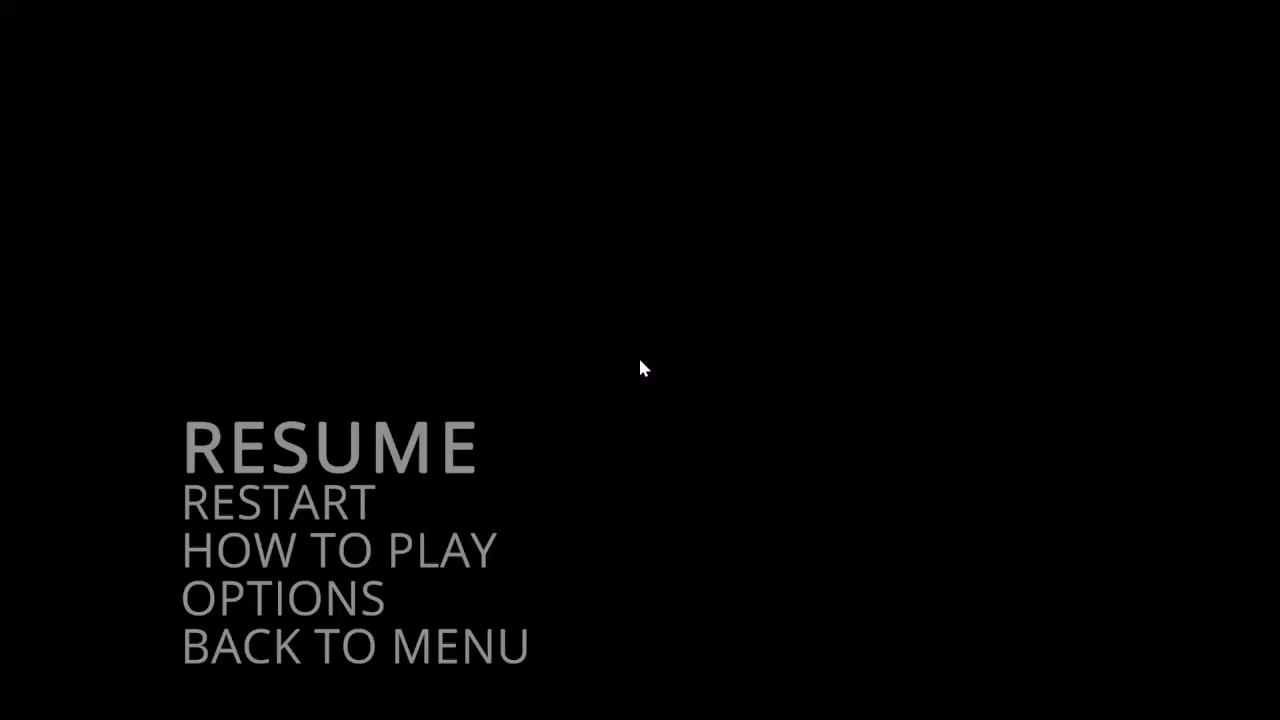 RESUME
RESTART
HOW TO PLAY
OPTIONS
BACK TO MENU